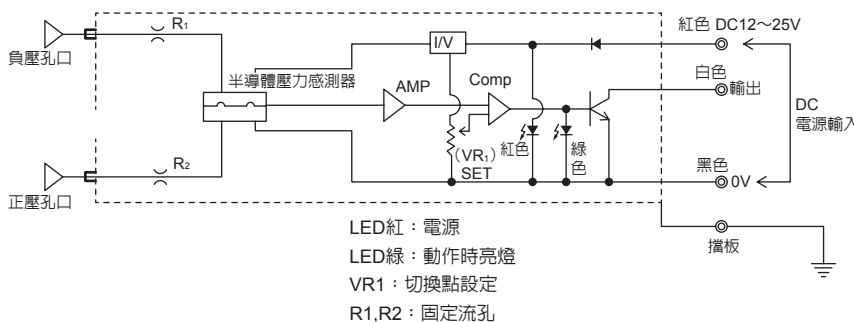 R1
負壓孔口
半導體壓力感測器
I/V
AMP
Comp
紅色 DC12～25V
白色
輸出
DC
電源輸入
紅色
綠色
(VR1)
SET
黑色
0V
R2
正壓孔口
擋板
LED紅：電源
LED綠：動作時亮燈
VR1：切換點設定
R1,R2：固定流孔